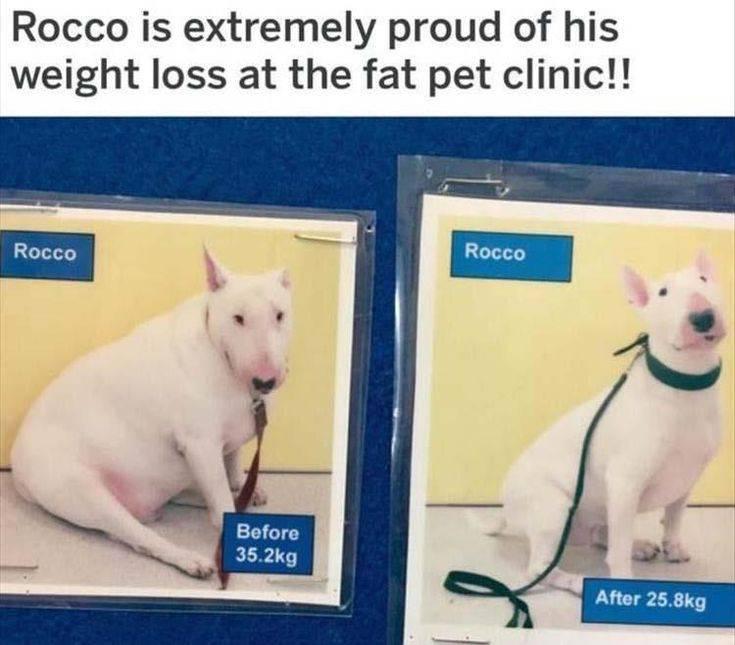 Rocco is extremely proud of his
weight loss at the fat pet clinic!!
Rocco
Rocco
Before
35.2kg
After 25.8kg